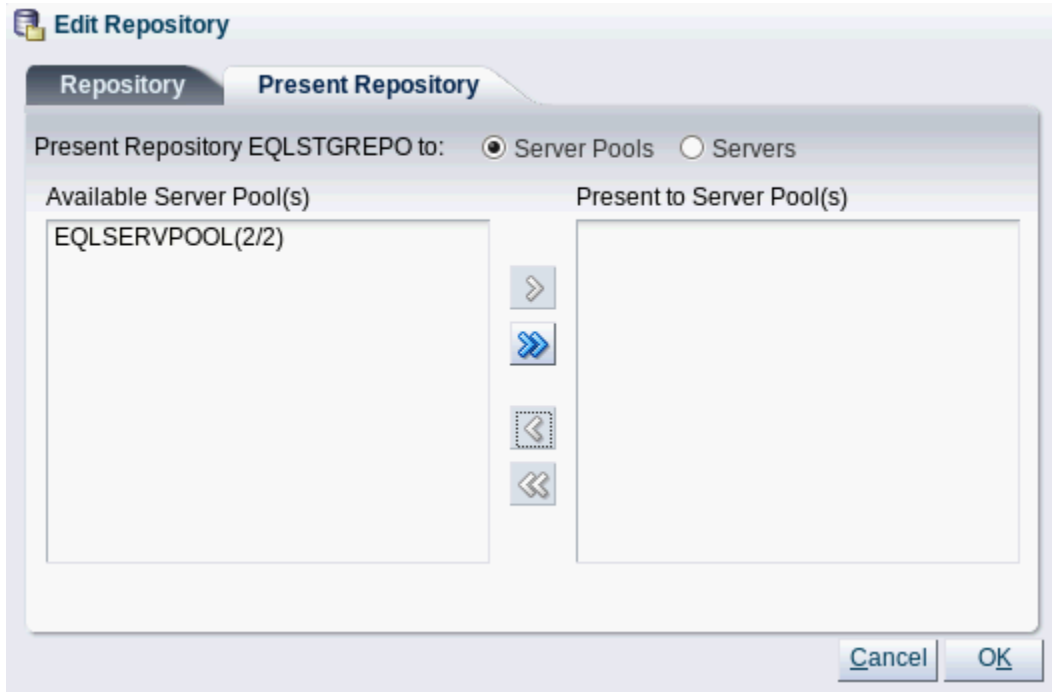 Edit Repository
Repository Present Repository
Present Repository EQLSTGREPO to: Server Pools Servers
Available Server Pool(s) Present to Server Pool(s)
EQLSERVPOOL(2/2)
Cancel OK